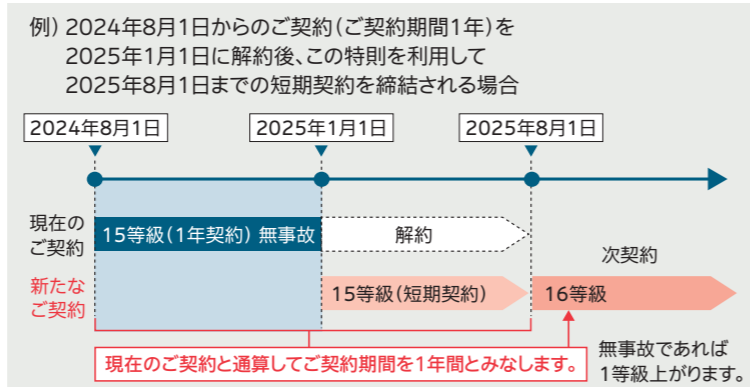 例）2024年8月1日からのご契約（ご契約期間1年）を
2025年1月1日に解約後、この特則を利用して
2025年8月1日までの短期契約を締結される場合
2024年8月1日
2025年1月1日
2025年8月1日
現在の
ご契約
15等級（1年契約）無事故
解約
新たな
ご契約
15等級（短期契約）
次契約
16等級
現在のご契約と通算してご契約期間を1年間とみなします。
無事故であれば
1等級上がります。